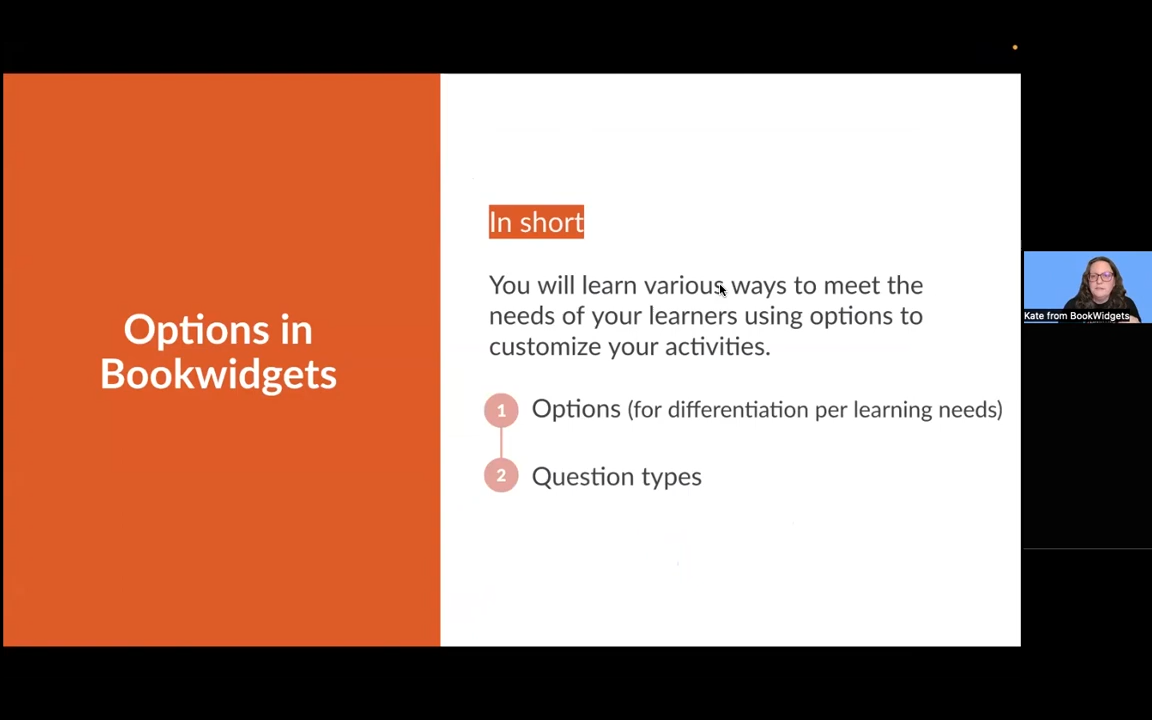 Options in
Bookwidgets
In short
You will learn various ways to meet the
needs of your learners using options to
customize your activities.
1 Options (for differentiation per learning needs)
2 Question types
Kate from BookWidgets